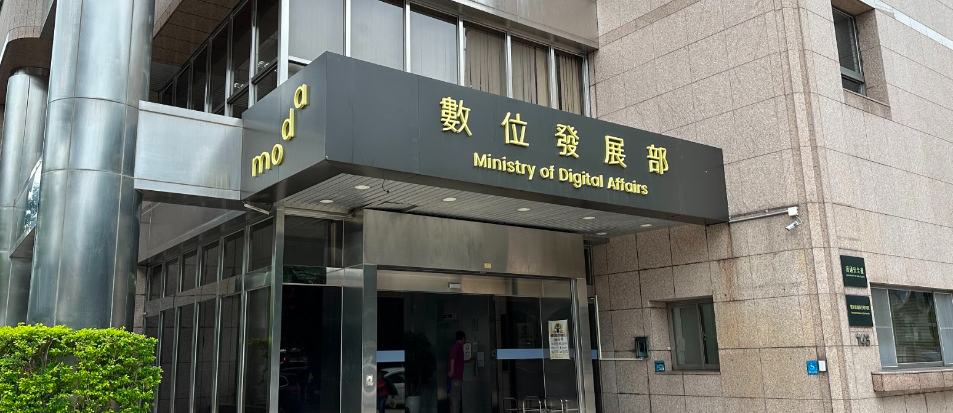 moda
數位發展部
Ministry of Digital Affairs